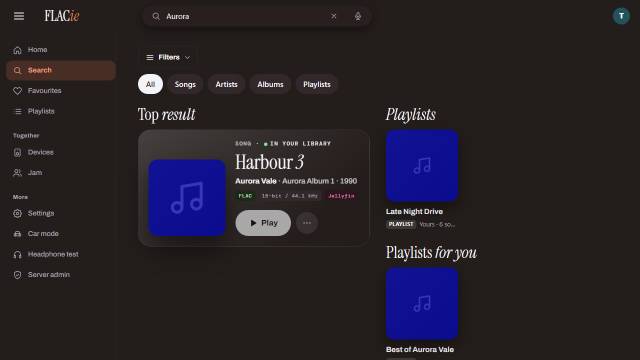 FLACie
Aurora
T
Home
Search
Favourites
Playlists
Together
Devices
Jam
More
Settings
Car mode
Headphone test
Server admin
Filters
All
Songs
Artists
Albums
Playlists
Top result
SONG • IN YOUR LIBRARY
Harbour 3
Aurora Vale · Aurora Album 1 · 1990
FLAC
16-bit / 44.1 kHz
Jellyfin
Play
Playlists
Late Night Drive
PLAYLIST Yours · 6 so…
Playlists for you
Best of Aurora Vale